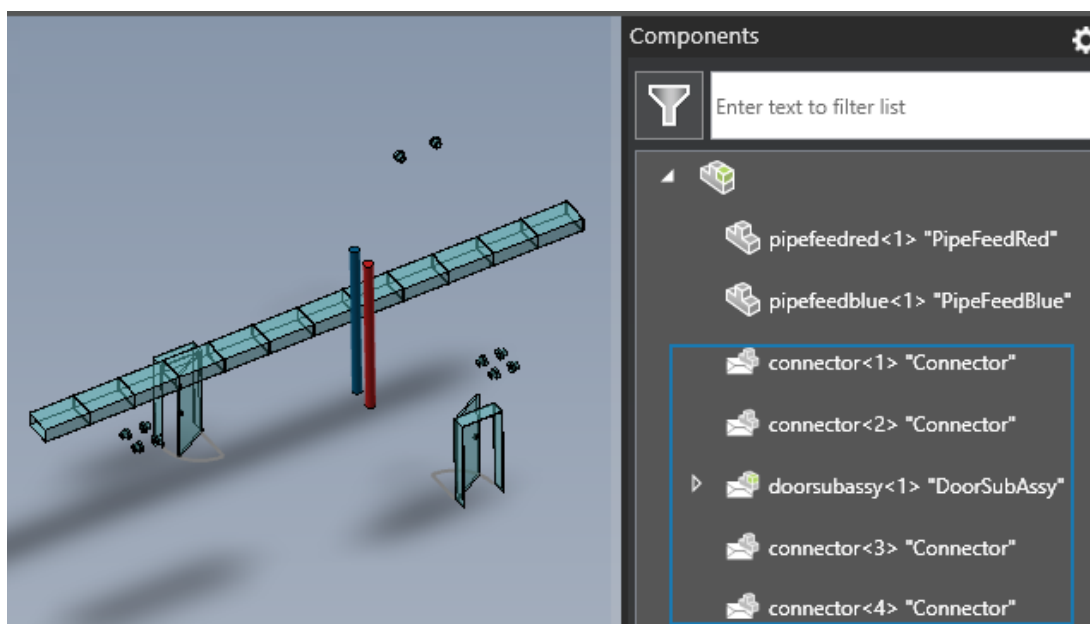 Components
Enter text to filter list
pipefeedred<1> "PipeFeedRed"
pipefeedblue<1> "PipeFeedBlue"
connector<1> "Connector"
connector<2> "Connector"
doorsubassy<1> "DoorSubAssy"
connector<3> "Connector"
connector<4> "Connector"